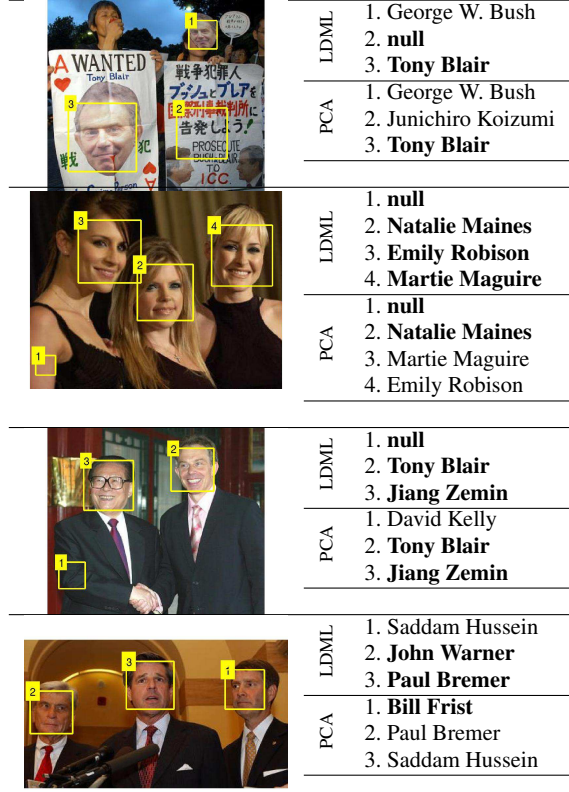 1
A WANTED
Tony Blair
3
戦
犯
A
戦争犯罪人
ブッシュとブレアを
国際刑事裁判所に
2
告発しよう!
PROSECUTE
BUSH&BLAIR
TO
ICC.
LDML
1. George W. Bush
2. null
3. Tony Blair
PCA
1. George W. Bush
2. Junichiro Koizumi
3. Tony Blair
3
4
2
1
LDML
1. null
2. Natalie Maines
3. Emily Robison
4. Martie Maguire
PCA
1. null
2. Natalie Maines
3. Martie Maguire
4. Emily Robison
2
3
1
LDML
1. null
2. Tony Blair
3. Jiang Zemin
PCA
1. David Kelly
2. Tony Blair
3. Jiang Zemin
3
1
2
LDML
1. Saddam Hussein
2. John Warner
3. Paul Bremer
PCA
1. Bill Frist
2. Paul Bremer
3. Saddam Hussein